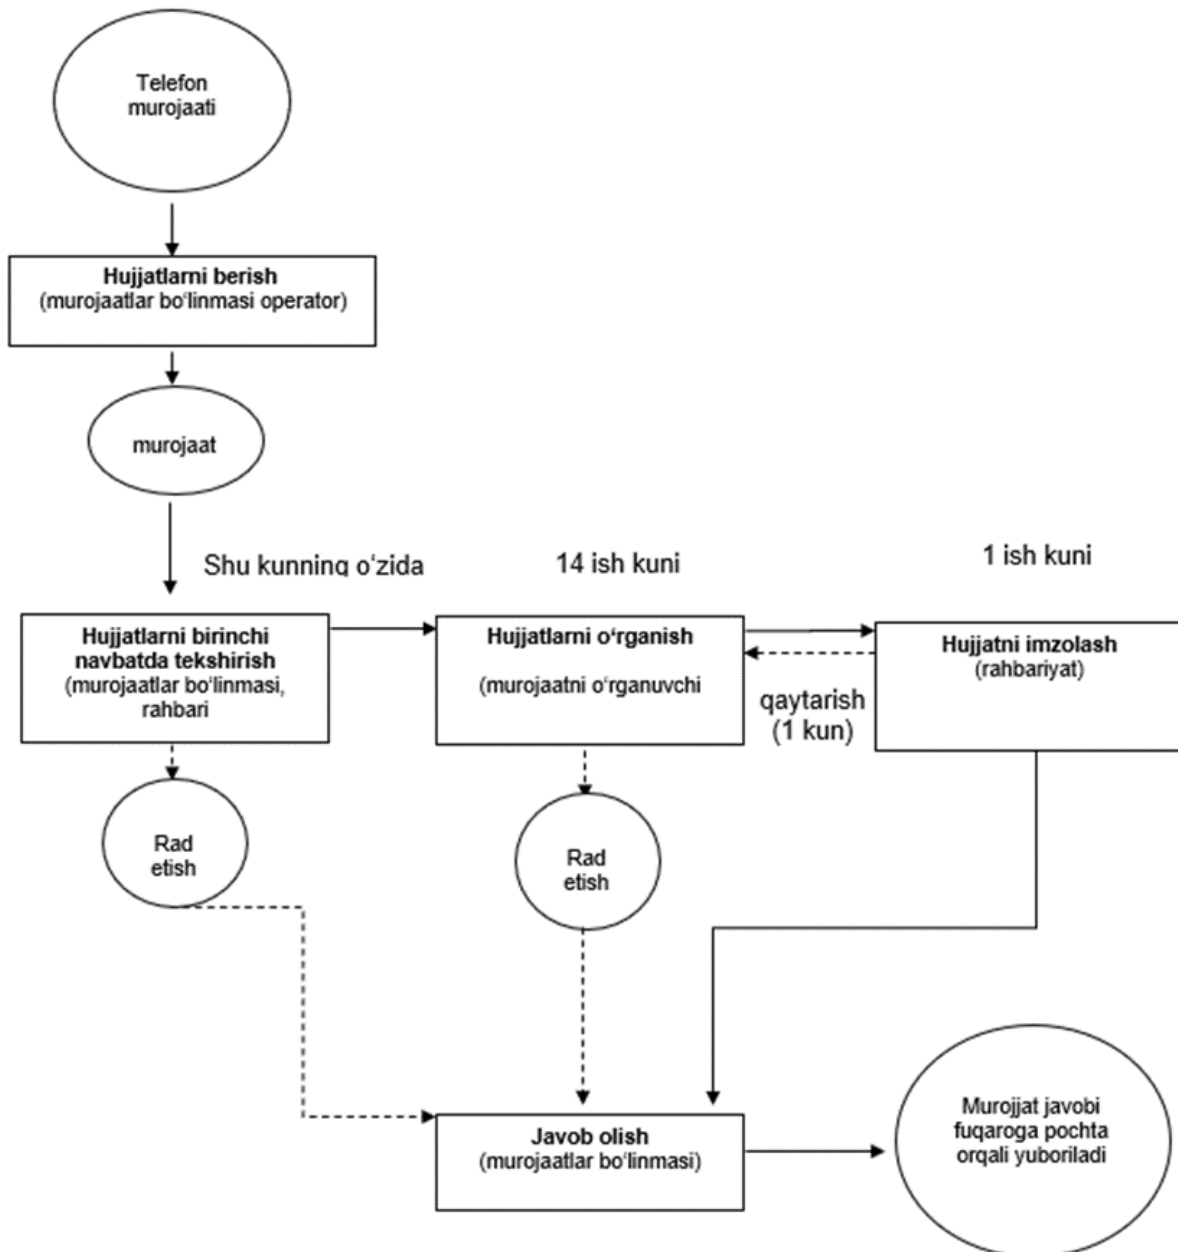 Telefon
murojaati
Hujjatlarni berish
(murojaatlar bo‘linmasi operator)
murojaat
Shu kunning o‘zida
14 ish kuni
1 ish kuni
Hujjatlarni birinchi
navbatda tekshirish
(murojaatlar bo‘linmasi,
rahbari
Hujjatlarni o‘rganish
(murojaatni o‘rganuvchi
qaytarish
(1 kun)
Hujjatni imzolash
(rahbariyat)
Rad
etish
Rad
etish
Javob olish
(murojaatlar bo‘linmasi)
Murojjat javobi
fuqaroga pochta
orqali yuboriladi